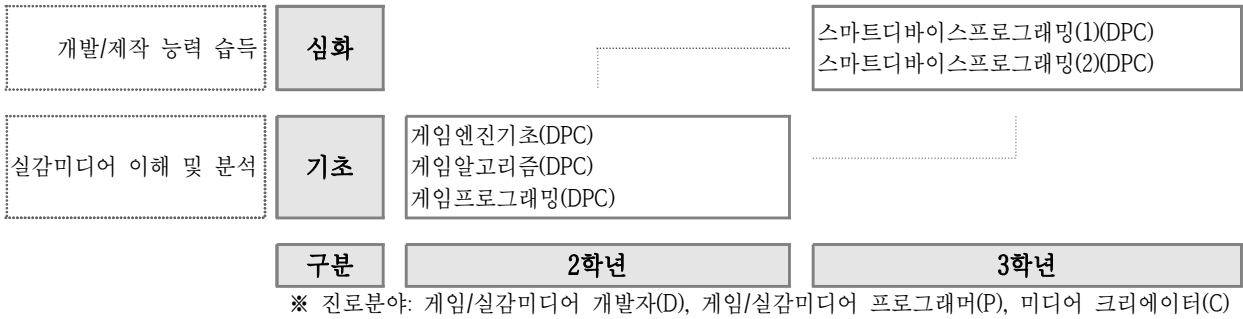 개발/제작 능력 습득
심화
스마트디바이스프로그래밍(1)(DPC)
스마트디바이스프로그래밍(2)(DPC)
실감미디어 이해 및 분석
기초
게임엔진기초(DPC)
게임알고리즘(DPC)
게임프로그래밍(DPC)
구분
2학년
3학년
※ 진로분야: 게임/실감미디어 개발자(D), 게임/실감미디어 프로그래머(P), 미디어 크리에이터(C)